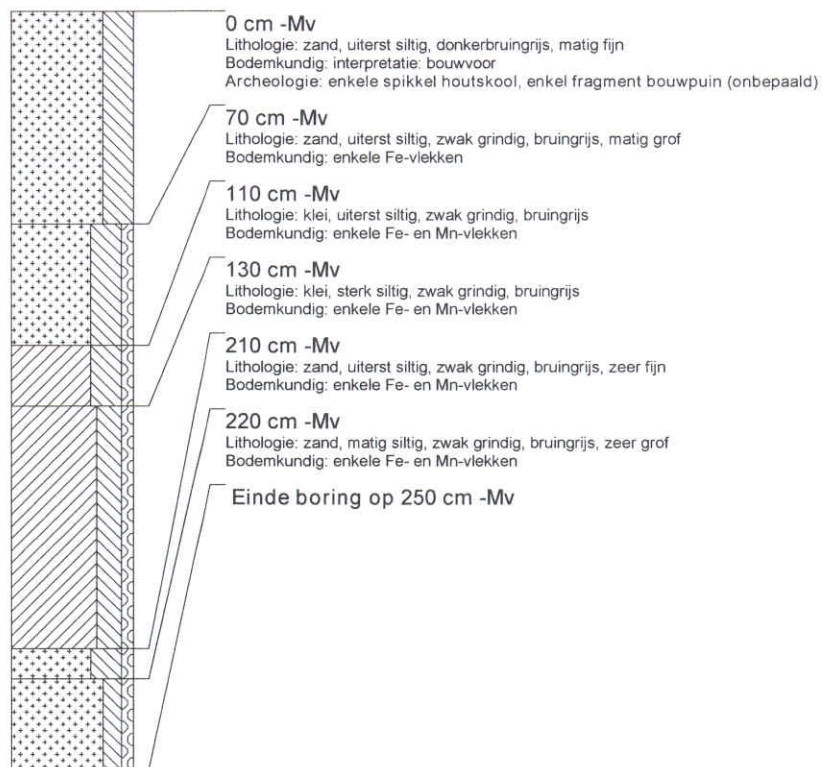 0 cm -Mv
Lithologie: zand, uiterst siltig, donkerbruingrijs, matig fijn
Bodemkundig: interpretatie: bouwvoor
Archeologie: enkele spikkel houtskool, enkel fragment bouwpuin (onbepaald)
70 cm -Mv
Lithologie: zand, uiterst siltig, zwak grindig, bruingrijs, matig grof
Bodemkundig: enkele Fe-vlekken
110 cm -Mv
Lithologie: klei, uiterst siltig, zwak grindig, bruingrijs
Bodemkundig: enkele Fe- en Mn-vlekken
130 cm -Mv
Lithologie: klei, sterk siltig, zwak grindig, bruingrijs
Bodemkundig: enkele Fe- en Mn-vlekken
210 cm -Mv
Lithologie: zand, uiterst siltig, zwak grindig, bruingrijs, zeer fijn
Bodemkundig: enkele Fe- en Mn-vlekken
220 cm -Mv
Lithologie: zand, matig siltig, zwak grindig, bruingrijs, zeer grof
Bodemkundig: enkele Fe- en Mn-vlekken
Einde boring op 250 cm -Mv